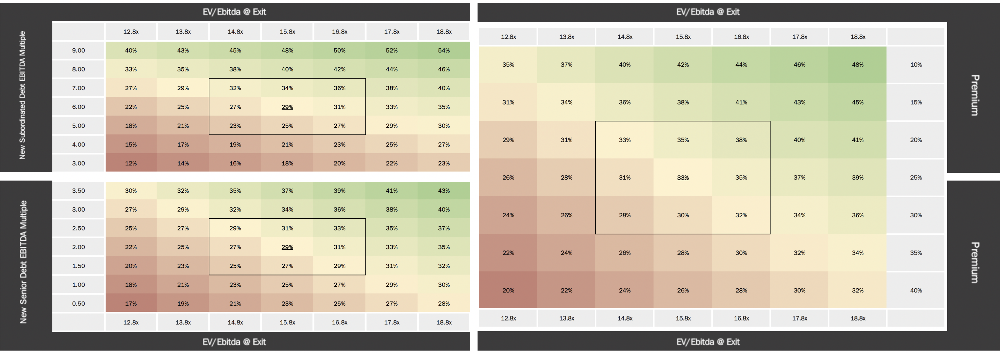 EV/Ebitda @ Exit
New Subordinated Debt EBITDA Multiple
12.8x 13.8x 14.8x 15.8x 16.8x 17.8x 18.8x
9.00 40% 43% 45% 48% 50% 52% 54%
8.00 33% 35% 38% 40% 42% 44% 46%
7.00 27% 29% 32% 34% 36% 38% 40%
6.00 22% 25% 27% 29% 31% 33% 35%
5.00 18% 21% 23% 25% 27% 29% 30%
4.00 15% 17% 19% 21% 23% 25% 27%
3.00 12% 14% 16% 18% 20% 22% 23%
New Senior Debt EBITDA Multiple
3.50 30% 32% 35% 37% 39% 41% 43%
3.00 27% 29% 32% 34% 36% 38% 40%
2.50 25% 27% 29% 31% 33% 35% 37%
2.00 22% 25% 27% 29% 31% 33% 35%
1.50 20% 23% 25% 27% 29% 31% 32%
1.00 18% 21% 23% 25% 27% 29% 30%
0.50 17% 19% 21% 23% 25% 27% 28%
12.8x 13.8x 14.8x 15.8x 16.8x 17.8x 18.8x
EV/Ebitda @ Exit
EV/Ebitda @ Exit
12.8x 13.8x 14.8x 15.8x 16.8x 17.8x 18.8x
35% 37% 40% 42% 44% 46% 48% 10%
31% 34% 36% 38% 41% 43% 45% 15%
29% 31% 33% 35% 38% 40% 41% 20%
26% 28% 31% 33% 35% 37% 39% 25%
24% 26% 28% 30% 32% 34% 36% 30%
22% 24% 26% 28% 30% 32% 34% 35%
20% 22% 24% 26% 28% 30% 32% 40%
12.8x 13.8x 14.8x 15.8x 16.8x 17.8x 18.8x
Premium
Premium
EV/Ebitda @ Exit